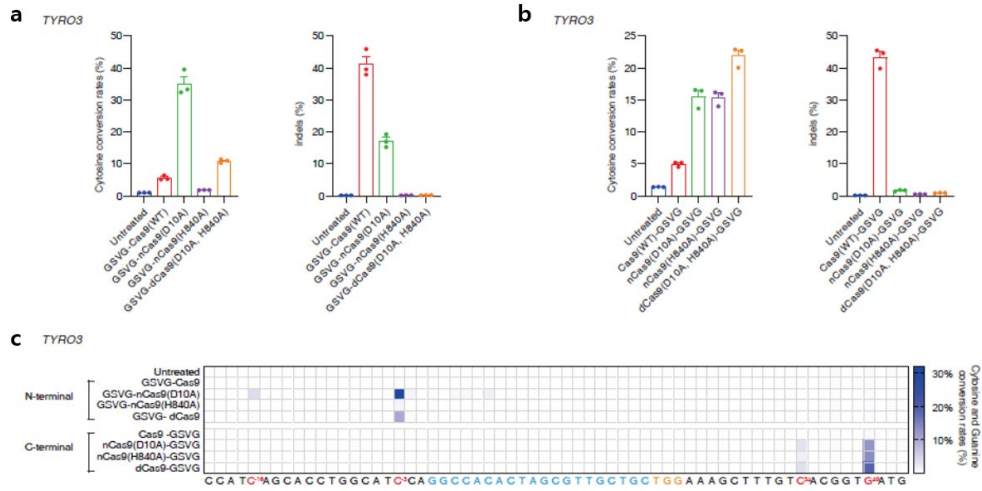 a
TYRO3
Cytosine conversion rates (%)
50
40
30
20
10
0
Untreated
GSVG-Cas9(WT)
GSVG-nCas9(D10A)
GSVG-nCas9(H840A)
GSVG-dCas9(D10A, H840A)
indels (%)
50
40
30
20
10
0
Untreated
GSVG-Cas9(WT)
GSVG-nCas9(D10A)
GSVG-nCas9(H840A)
GSVG-dCas9(D10A, H840A)
b
TYRO3
Cytosine conversion rates (%)
25
20
15
10
5
0
Untreated
Cas9(WT)-GSVG
nCas9(D10A)-GSVG
nCas9(H840A)-GSVG
dCas9(D10A, H840A)-GSVG
indels (%)
50
40
30
20
10
0
Untreated
Cas9(WT)-GSVG
nCas9(D10A)-GSVG
nCas9(H840A)-GSVG
dCas9(D10A, H840A)-GSVG
c
TYRO3
Untreated
N-terminal
GSVG-Cas9
GSVG-nCas9(D10A)
GSVG-nCas9(H840A)
GSVG- dCas9
C-terminal
Cas9 -GSVG
nCas9(D10A)-GSVG
nCas9(H840A)-GSVG
dCas9-GSVG
30%
20%
10%
Cytosine and Guanine
conversion rates (%)
CCATC AGCACCTGGCATC CAGGCCACACTAGCGTTGCTGCTGGAAAGCTTTGTC ACGGTG ATG